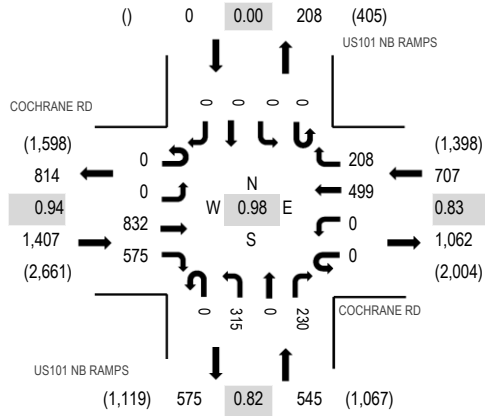 () 0 0.00 208 (405)
US101 NB RAMPS
COCHRANE RD
0 0 0 0
(1,598) (1,398)
814 0 208 707
0 N 499
0.94 W 0.98 E 0.83
832 0
1,407 S 1,062
575 0
(2,661) (2,004)
0 315 0 230
COCHRANE RD
US101 NB RAMPS
(1,119) 575 0.82 545 (1,067)